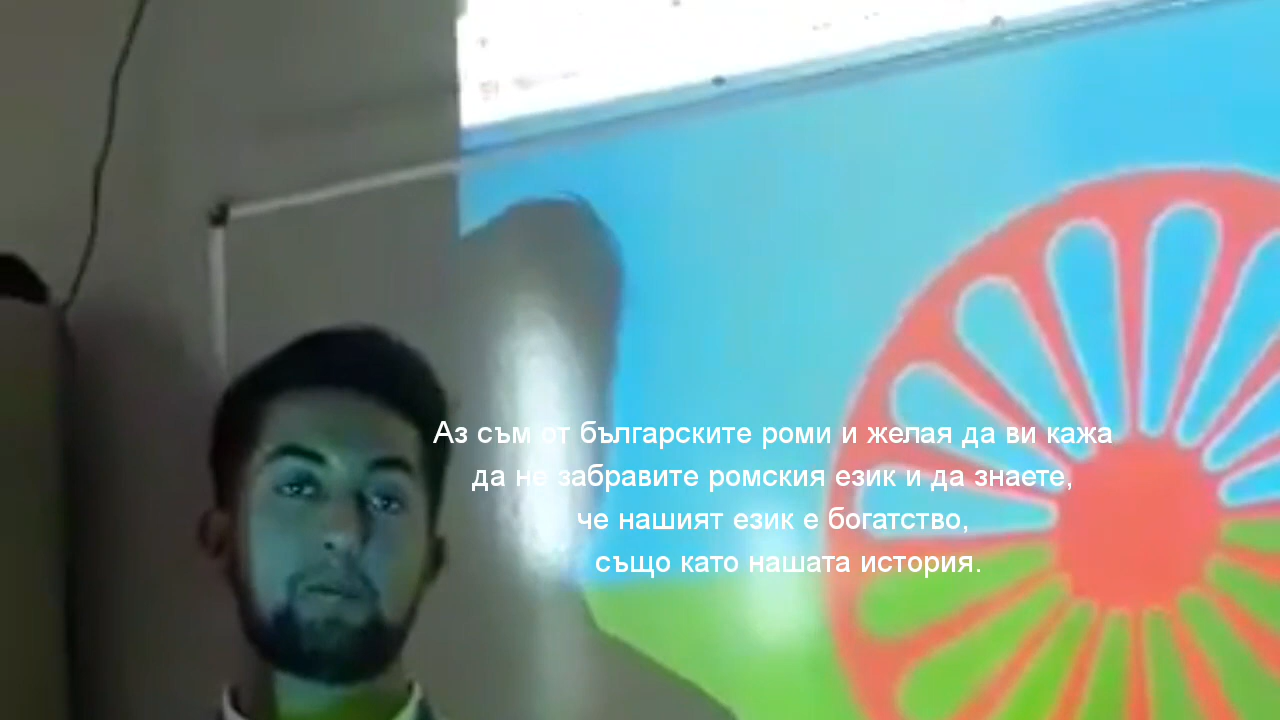 Аз съм от българските роми и желая да ви кажа
да не забравите ромския език и да знаете,
че нашият език е богатство,
също като нашата история.